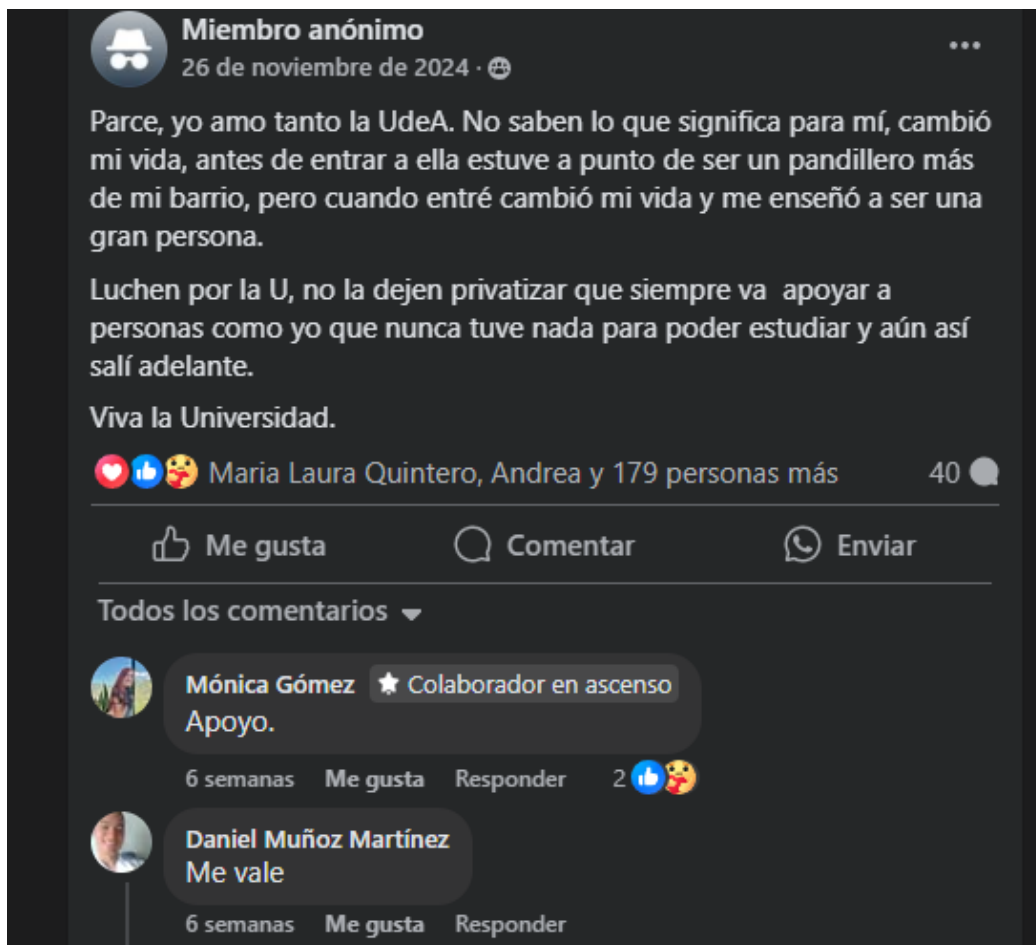 Miembro anónimo
26 de noviembre de 2024 ·
Parce, yo amo tanto la UdeA. No saben lo que significa para mí, cambió
mi vida, antes de entrar a ella estuve a punto de ser un pandillero más
de mi barrio, pero cuando entré cambió mi vida y me enseñó a ser una
gran persona.
Luchen por la U, no la dejen privatizar que siempre va  apoyar a
personas como yo que nunca tuve nada para poder estudiar y aún así
salí adelante.
Viva la Universidad.
Maria Laura Quintero, Andrea y 179 personas más 40
Me gusta Comentar Enviar
Todos los comentarios
Mónica Gómez Colaborador en ascenso
Apoyo.
6 semanas Me gusta Responder 2
Daniel Muñoz Martínez
Me vale
6 semanas Me gusta Responder